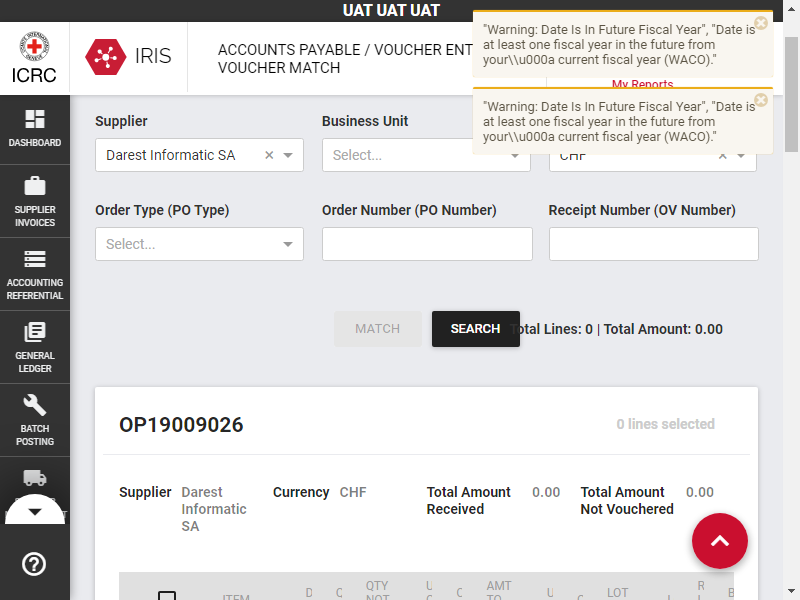 UAT UAT UAT
ICRC
IRIS
ACCOUNTS PAYABLE / VOUCHER ENT
VOUCHER MATCH
My Reports
"Warning: Date Is In Future Fiscal Year", "Date is
at least one fiscal year in the future from
your\\u000a current fiscal year (WACO)."
"Warning: Date Is In Future Fiscal Year", "Date is
at least one fiscal year in the future from
your\\u000a current fiscal year (WACO)."
DASHBOARD
SUPPLIER
INVOICES
ACCOUNTING
REFERENTIAL
GENERAL
LEDGER
BATCH
POSTING
Supplier
Business Unit
Darest Informatic SA
Select...
CHF
Order Type (PO Type)
Order Number (PO Number)
Receipt Number (OV Number)
Select...
MATCH
SEARCH
Total Lines: 0 | Total Amount: 0.00
OP19009026
0 lines selected
Supplier
Darest
Informatic
SA
Currency
CHF
Total Amount
Received
0.00
Total Amount
Not Vouchered
0.00
ITEM
QTY
NOT
AMT
TO
LOT